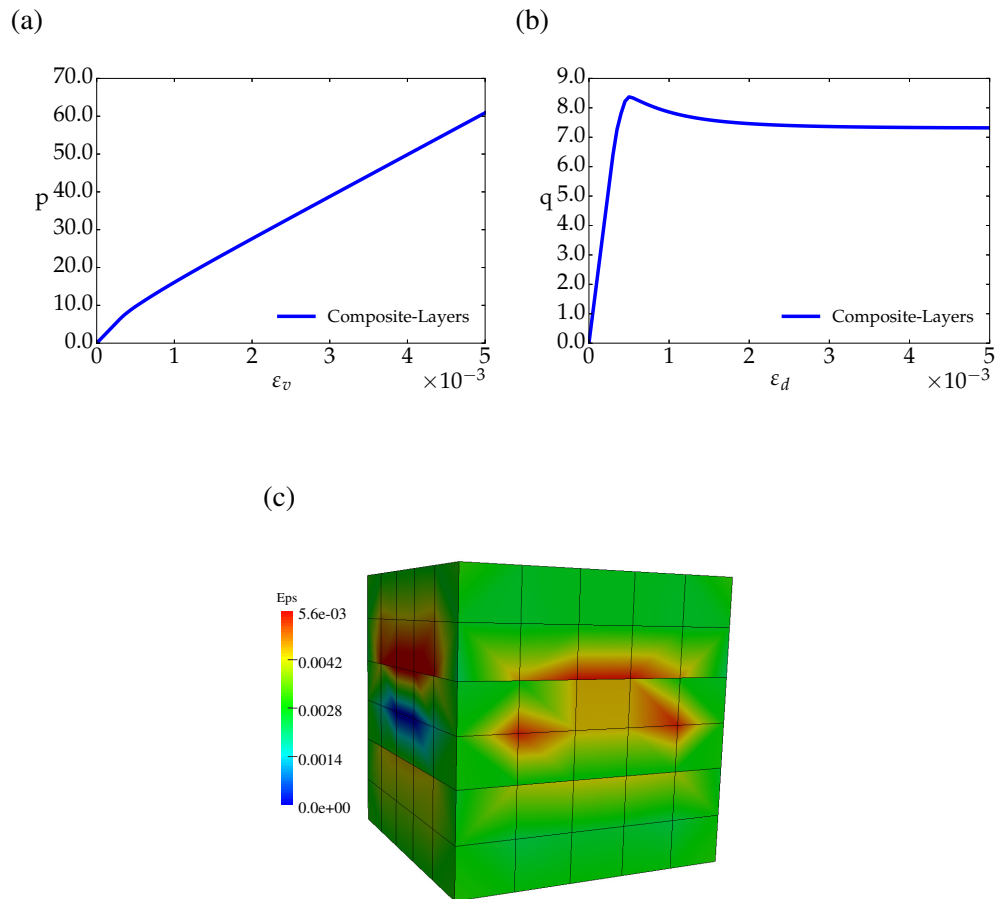 (a)
(b)
70.0
60.0
50.0
40.0
30.0
20.0
10.0
0.0
p
0 1 2 3 4 5
ε_v
×10⁻³
Composite-Layers
9.0
8.0
7.0
6.0
5.0
4.0
3.0
2.0
1.0
0.0
q
0 1 2 3 4 5
ε_d
×10⁻³
Composite-Layers
(c)
Eps
5.6e-03
0.0042
0.0028
0.0014
0.0e+00